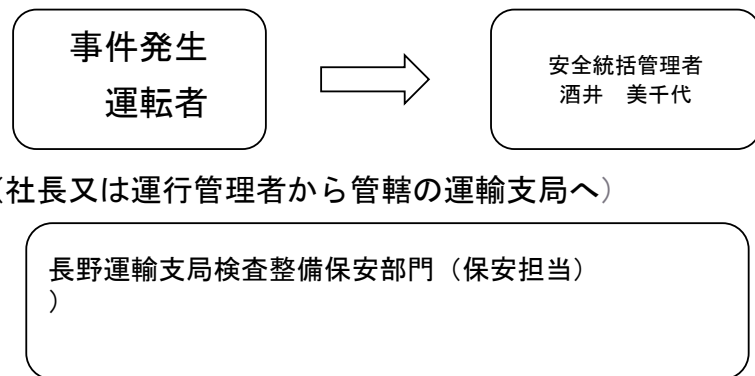 事件発生
運転者
安全統括管理者
酒井　美千代
（社長又は運行管理者から管轄の運輸支局へ）
長野運輸支局検査整備保安部門（保安担当）
）